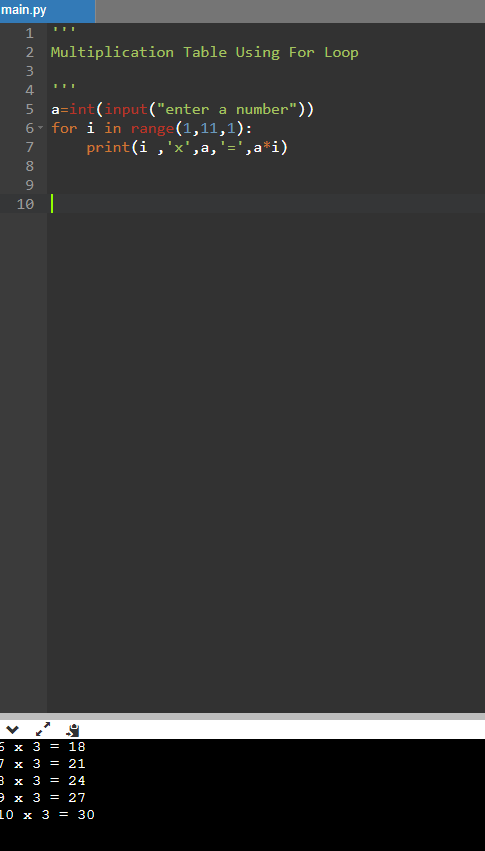 main.py
1 '''
2 Multiplication Table Using For Loop
3
4 '''
5 a=int(input("enter a number"))
6 for i in range(1,11,1):
7     print(i ,'x',a,'=',a*i)
8
9
10
6 x 3 = 18
7 x 3 = 21
8 x 3 = 24
9 x 3 = 27
10 x 3 = 30